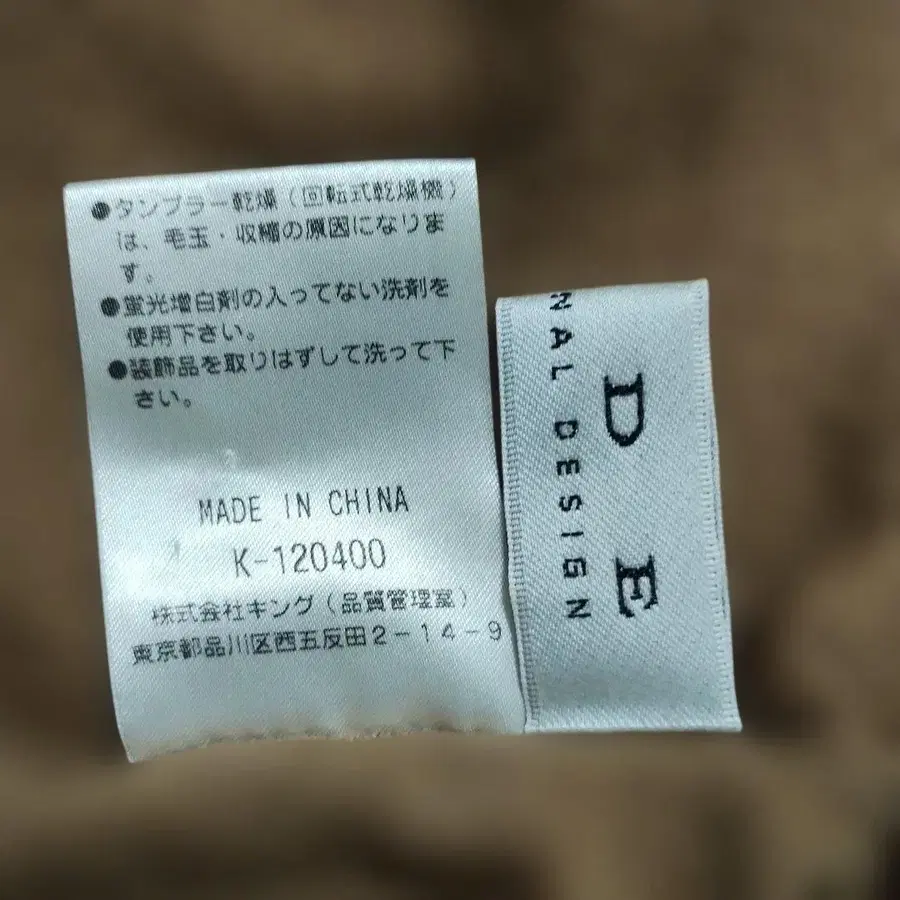 ●タンブラー乾燥(回転式乾燥機)
は、毛玉・収縮の原因になりま
す。
●蛍光増白剤の入ってない洗剤を
使用下さい。
●装飾品を取りはずして洗って下
さい。
MADE IN CHINA
K-120400
株式会社キング(品質管理室)
東京都品川区西五反田2-14-9
D E
NAL DESIGN